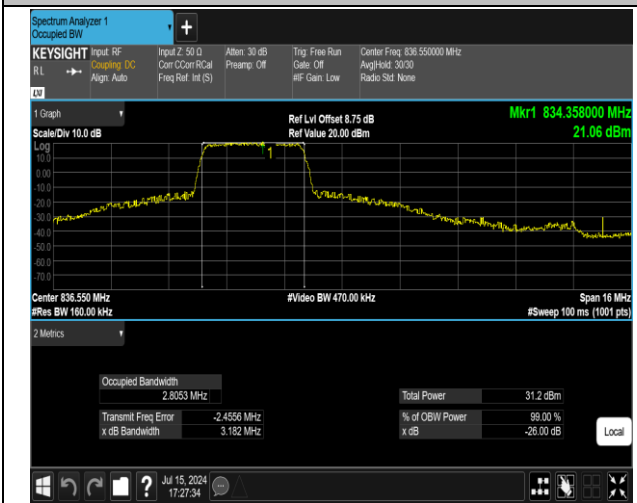 Spectrum Analyzer 1
Occupied BW
+
KEYSIGHT
RL
Input: RF
Coupling: DC
Align: Auto
Input Z: 50 Ω
Corr CCorr RCal
Freq Ref: Int (S)
Atten: 30 dB
Preamp: Off
Trig: Free Run
Gate: Off
#IF Gain: Low
Center Freq: 836.550000 MHz
Avg|Hold: 30/30
Radio Std: None
LXI
1 Graph
Scale/Div 10.0 dB
Ref Lvl Offset 8.75 dB
Ref Value 20.00 dBm
Mkr1 834.358000 MHz
21.06 dBm
Log
10.0
0.00
-10.0
-20.0
-30.0
-40.0
-50.0
-60.0
-70.0
1
Center 836.550 MHz
#Res BW 160.00 kHz
#Video BW 470.00 kHz
Span 16 MHz
#Sweep 100 ms (1001 pts)
2 Metrics
Occupied Bandwidth
2.8053 MHz
Total Power 31.2 dBm
Transmit Freq Error -2.4556 MHz
% of OBW Power 99.00 %
x dB Bandwidth 3.182 MHz
x dB -26.00 dB
Local
?
Jul 15, 2024
17:27:34